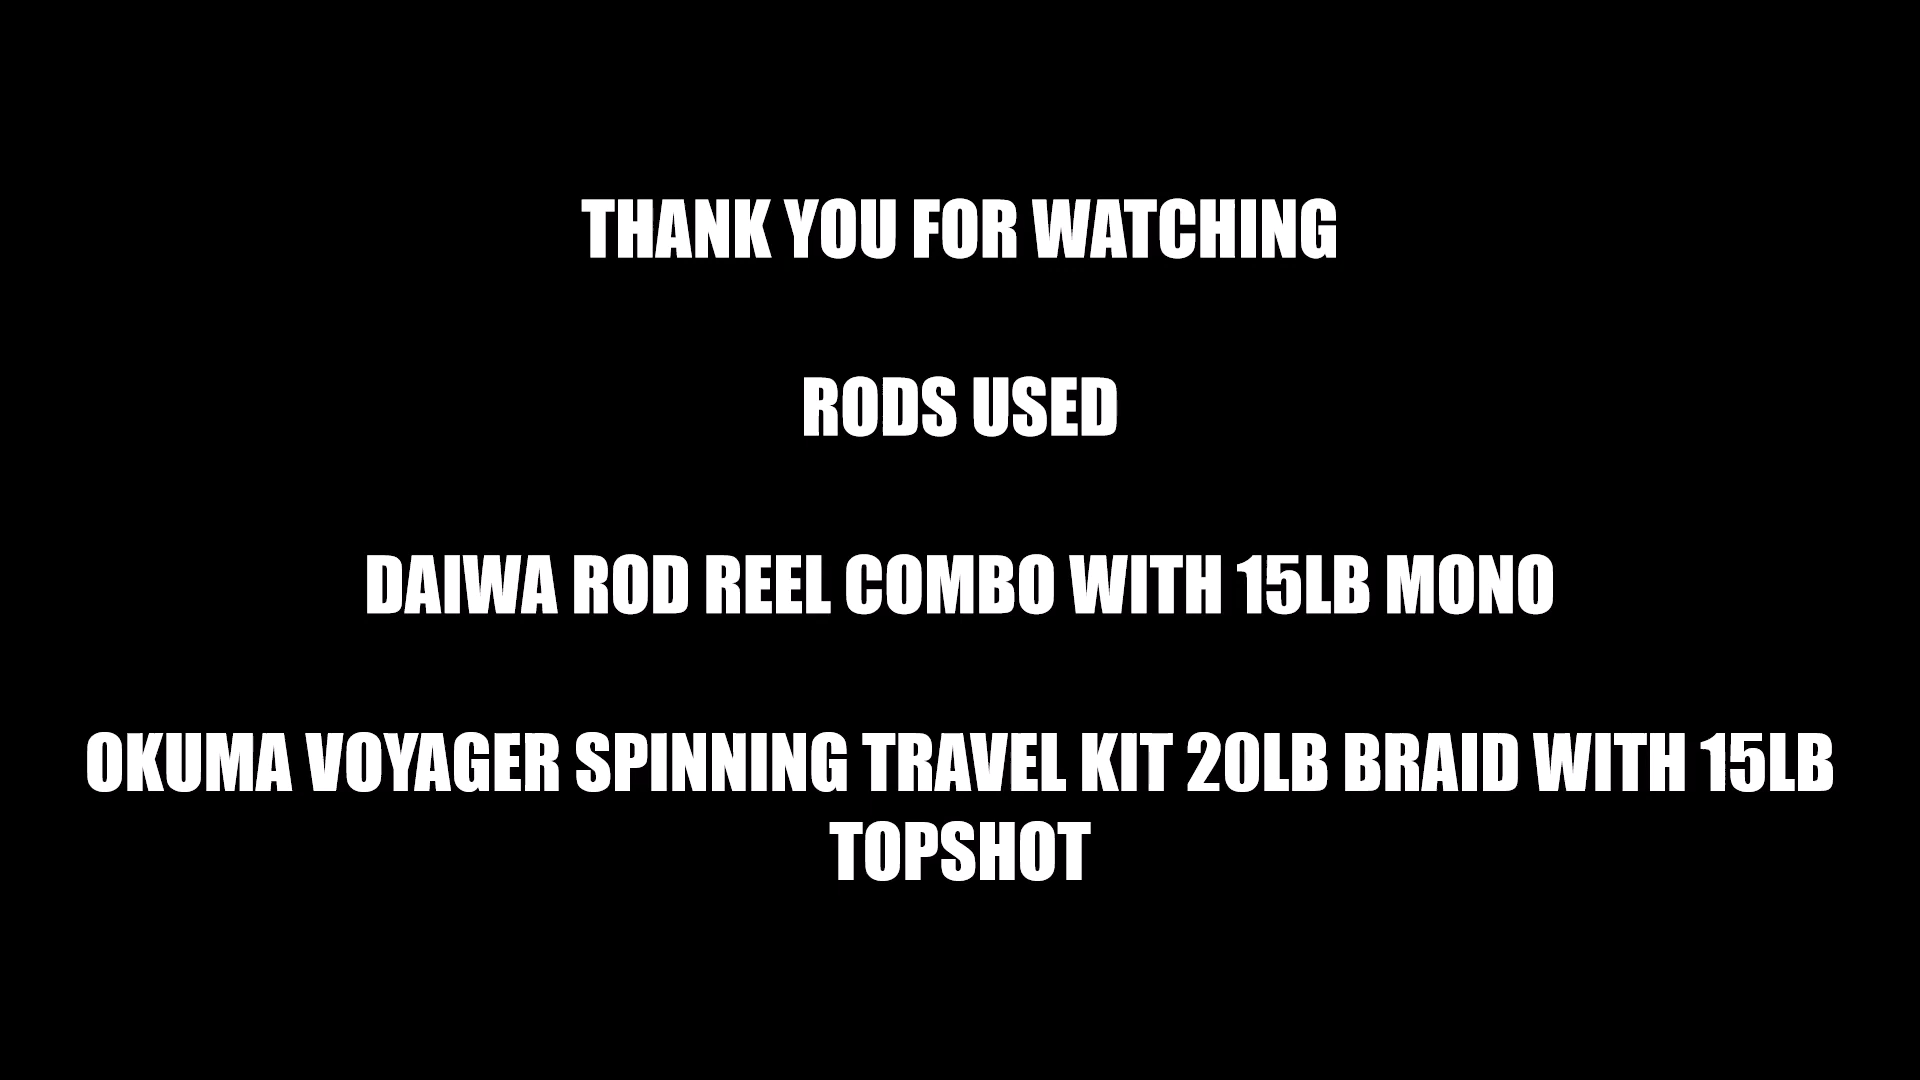 THANK YOU FOR WATCHING
RODS USED
DAIWA ROD REEL COMBO WITH 15LB MONO
OKUMA VOYAGER SPINNING TRAVEL KIT 20LB BRAID WITH 15LB
TOPSHOT